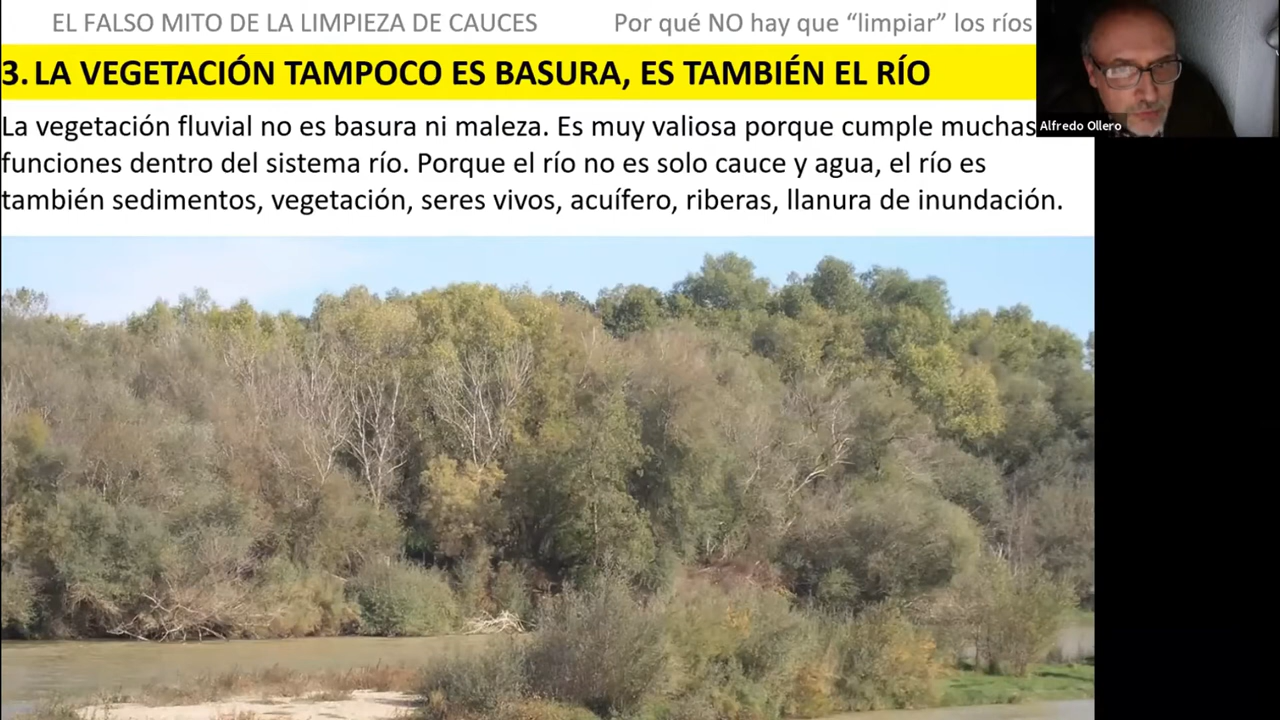 EL FALSO MITO DE LA LIMPIEZA DE CAUCES Por qué NO hay que “limpiar” los ríos
3. LA VEGETACIÓN TAMPOCO ES BASURA, ES TAMBIÉN EL RÍO
La vegetación fluvial no es basura ni maleza. Es muy valiosa porque cumple muchas
funciones dentro del sistema río. Porque el río no es solo cauce y agua, el río es
también sedimentos, vegetación, seres vivos, acuífero, riberas, llanura de inundación.
Alfredo Ollero